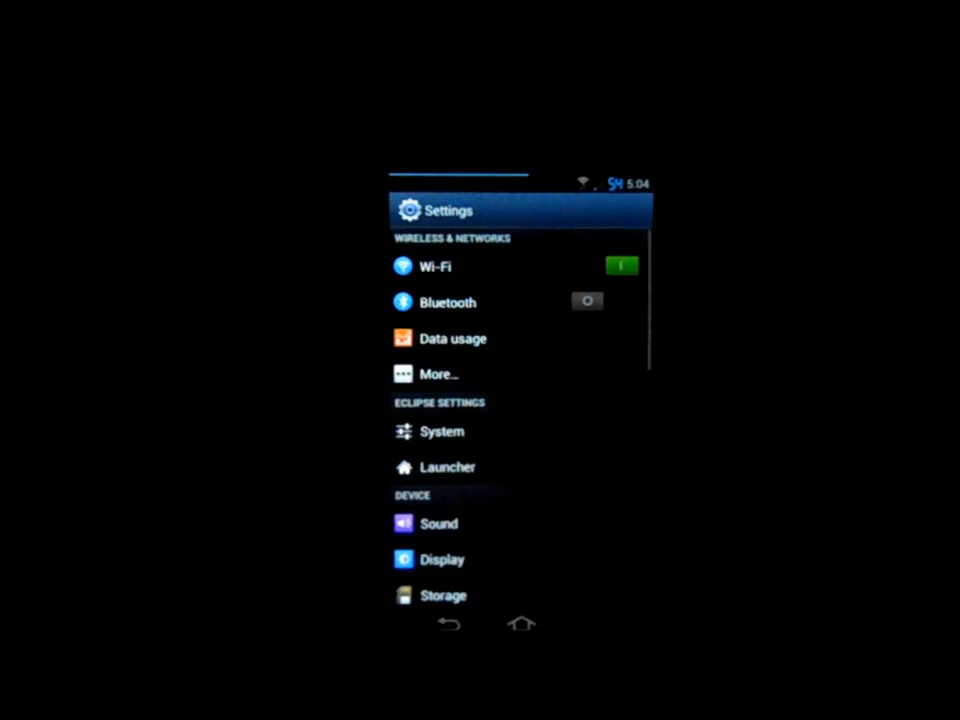 54 5:04
Settings
WIRELESS & NETWORKS
Wi-Fi
Bluetooth
Data usage
More...
ECLIPSE SETTINGS
System
Launcher
DEVICE
Sound
Display
Storage